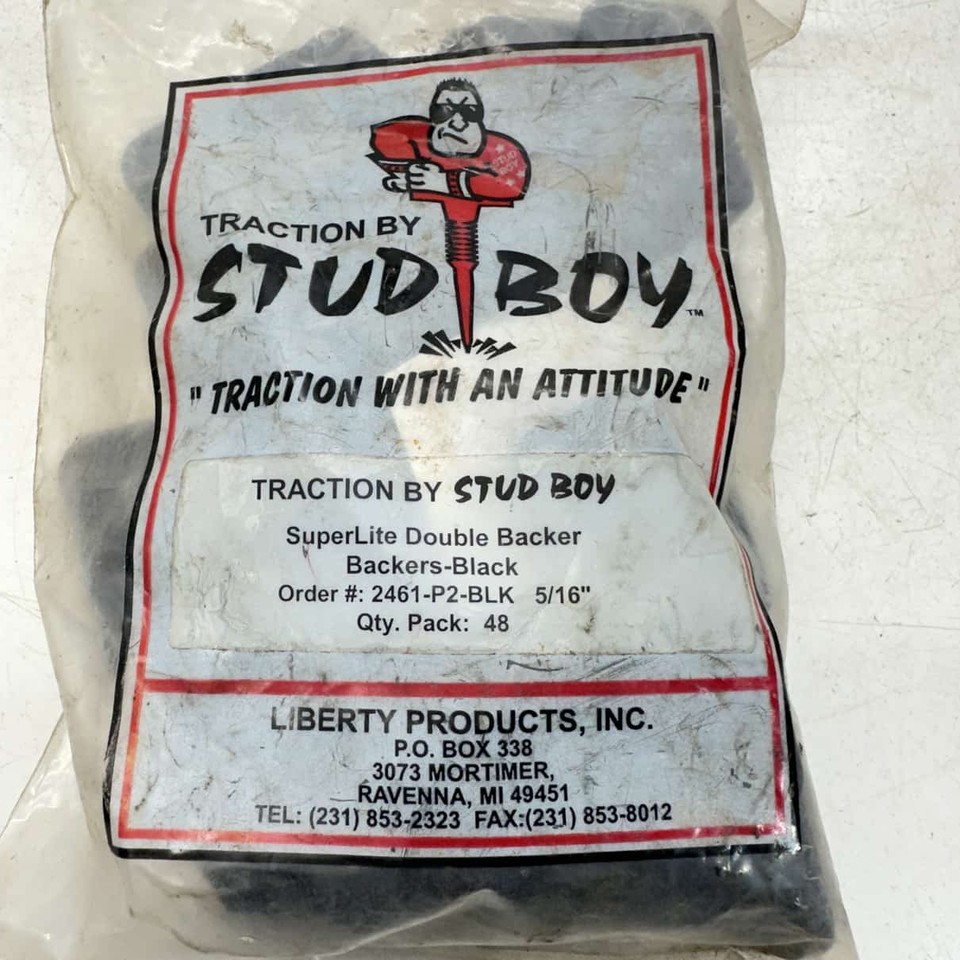 STUD BOY
TRACTION BY
STUD BOY™
"TRACTION WITH AN ATTITUDE"
TRACTION BY STUD BOY
SuperLite Double Backer
Backers-Black
Order #: 2461-P2-BLK 5/16"
Qty. Pack: 48
LIBERTY PRODUCTS, INC.
P.O. BOX 338
3073 MORTIMER,
RAVENNA, MI 49451
TEL: (231) 853-2323 FAX:(231) 853-8012